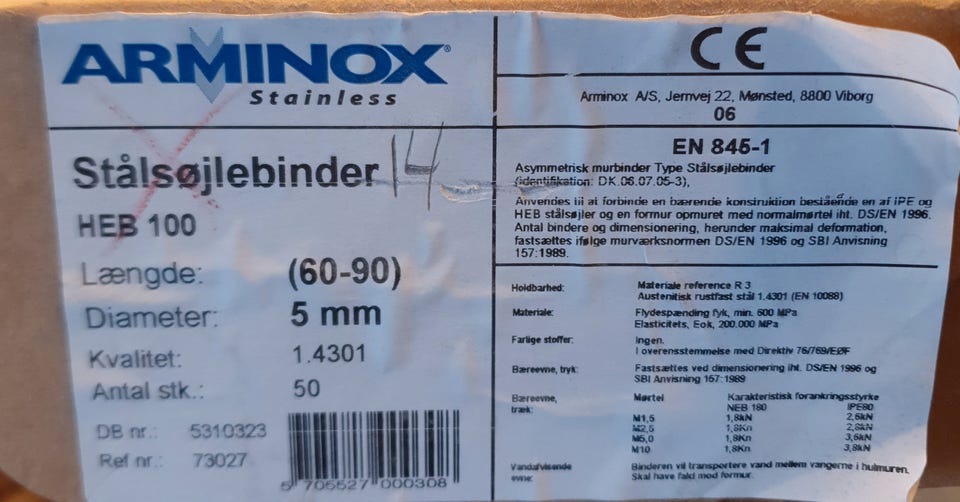 ARMINOX®
Stainless
Stålsøjlebinder 14
HEB 100
Længde: (60-90)
Diameter: 5 mm
Kvalitet: 1.4301
Antal stk.: 50
DB nr.: 5310323
Ref nr.: 73027
5 705527 000308
CE
Arminox A/S, Jernvej 22, Mønsted, 8800 Viborg
06
EN 845-1
Asymmetrisk murbinder Type Stålsøjlebinder
(identifikation: DK.06.07.05-3),
Anvendes til at forbinde en bærende konstruktion bestående en af IPE og
HEB stålsøjler og en formur opmuret med normalmørtel iht. DS/EN 1996.
Antal bindere og dimensionering, herunder maksimal deformation,
fastsættes ifølge murværksnormen DS/EN 1996 og SBI Anvisning
157:1989.
Holdbarhed: Materiale reference R 3
Austenitisk rustfast stål 1.4301 (EN 10088)
Materiale: Flydespænding fyk, min. 600 MPa
Elasticitets, Eok, 200.000 MPa
Farlige stoffer: Ingen.
I overensstemmelse med Direktiv 76/769/EØF
Bæreevne, tryk: Fastsættes ved dimensionering iht. DS/EN 1996 og
SBI Anvisning 157:1989
Bæreevne, Mørtel Karakteristisk forankringsstyrke
træk: NEB 180 IPE80
M1,5 1,8kN 2,6kN
M2,5 1,8Kn 2,8kN
M5,0 1,8Kn 3,6kN
M10 1,8Kn 3,8kN
Vandafvisende Binderen vil transportere vand mellem vangerne i hulmuren.
evne: Skal have fald mod formur.